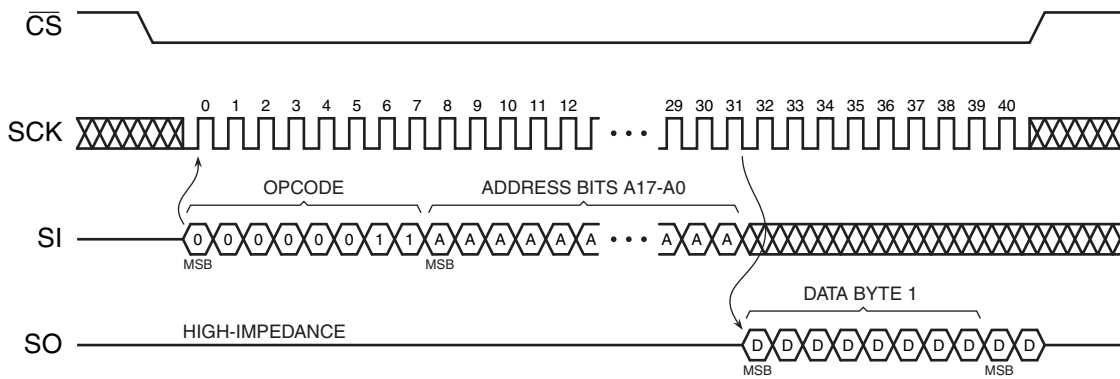 CS
0 1 2 3 4 5 6 7 8 9 10 11 12 29 30 31 32 33 34 35 36 37 38 39 40
SCK • • •
OPCODE ADDRESS BITS A17-A0
SI 0 0 0 0 0 0 1 1 A A A A A A • • • A A A
MSB MSB
DATA BYTE 1
HIGH-IMPEDANCE
SO D D D D D D D D D D
MSB MSB